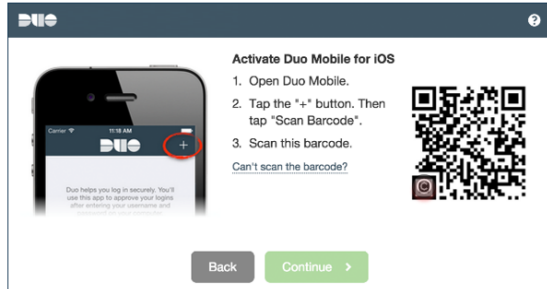 DUO
?
Activate Duo Mobile for iOS
1. Open Duo Mobile.
2. Tap the "+" button. Then
tap "Scan Barcode".
3. Scan this barcode.
Can't scan the barcode?
Carrier 11:18 AM
DUO +
Duo helps you log in securely. You'll
use this app to approve your logins
after entering your username and
©
Back
Continue >